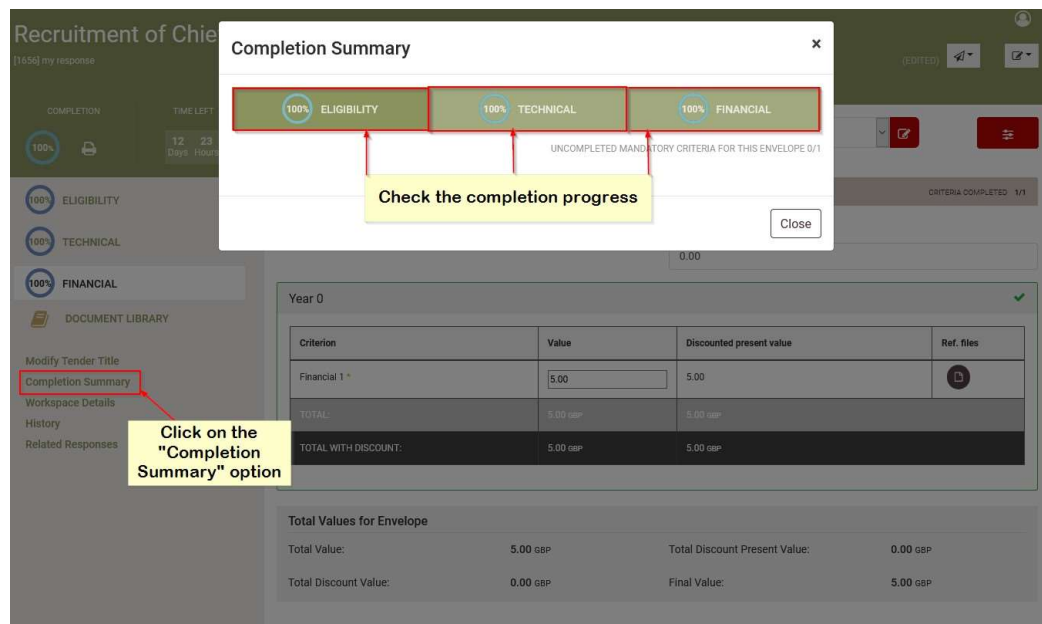 Recruitment of Chie
[1656] my response
(EDITED)
COMPLETION
TIME LEFT
100%
12 23
Days Hours
Completion Summary
×
100% ELIGIBILITY
100% TECHNICAL
100% FINANCIAL
UNCOMPLETED MANDATORY CRITERIA FOR THIS ENVELOPE 0/1
Check the completion progress
Close
CRITERIA COMPLETED 1/1
100% ELIGIBILITY
100% TECHNICAL
100% FINANCIAL
DOCUMENT LIBRARY
Modify Tender Title
Completion Summary
Workspace Details
History
Related Responses
Click on the
"Completion
Summary" option
0.00
Year 0
Criterion Value Discounted present value Ref. files
Financial 1 * 5.00 5.00
TOTAL: 5.00 GBP 5.00 GBP
TOTAL WITH DISCOUNT: 5.00 GBP 5.00 GBP
Total Values for Envelope
Total Value: 5.00 GBP Total Discount Present Value: 0.00 GBP
Total Discount Value: 0.00 GBP Final Value: 5.00 GBP